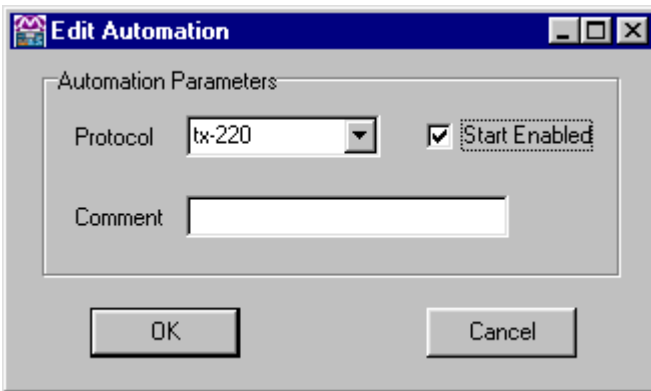 Edit Automation
Automation Parameters
Protocol tx-220 Start Enabled
Comment
OK Cancel